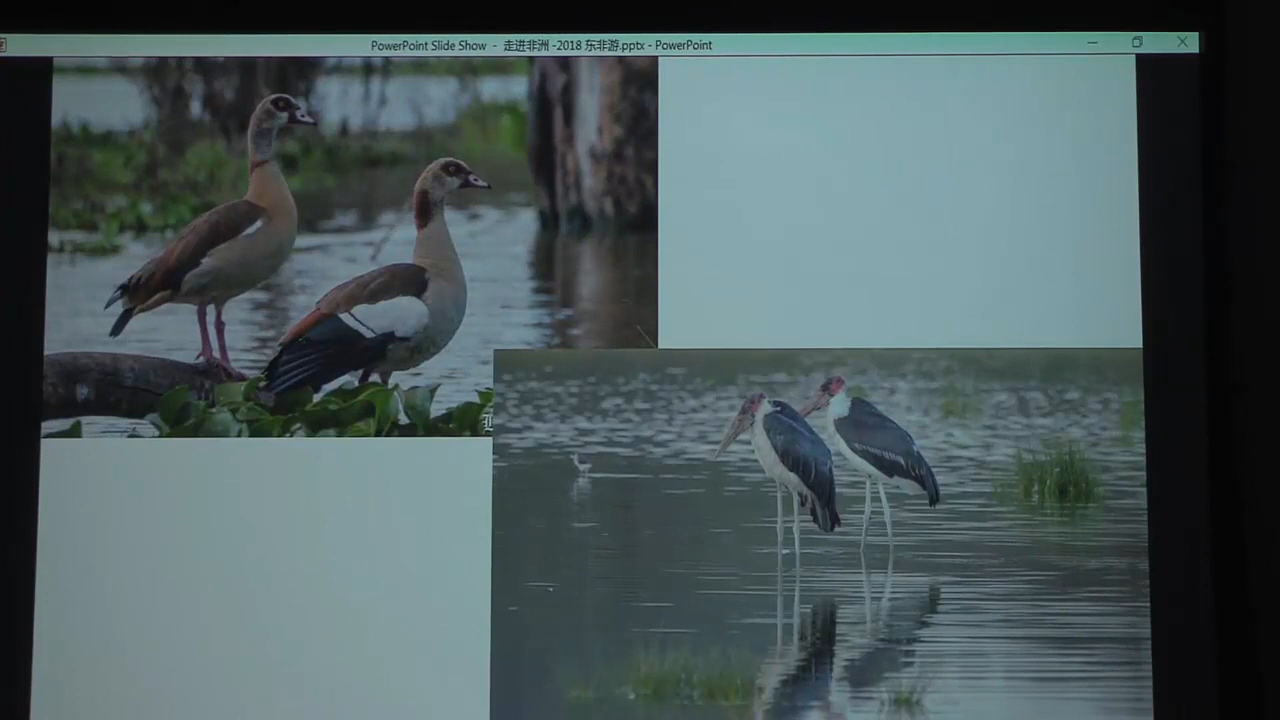 PowerPoint Slide Show - 走进非洲 -2018 东非游.pptx - PowerPoint